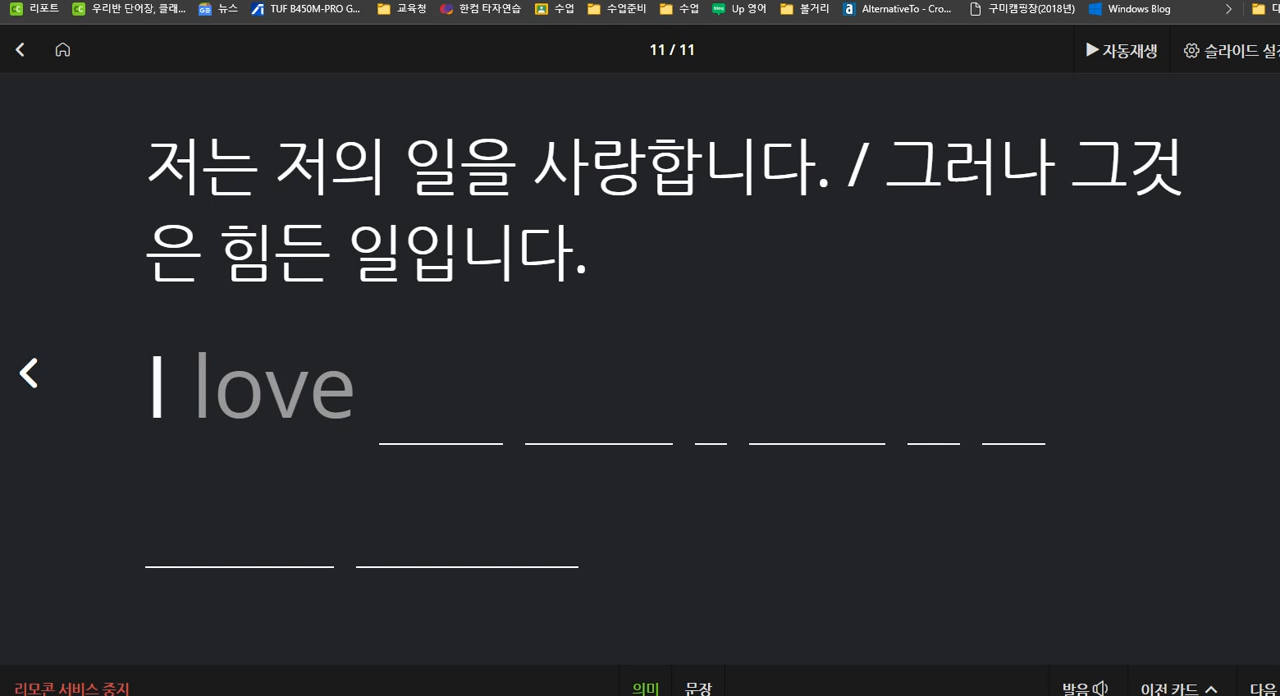 리포트 우리반 단어장, 클래... 뉴스 TUF B450M-PRO G... 교육청 한컴 타자연습 수업 수업준비 수업 Up 영어 볼거리 AlternativeTo - Cro... 구미캠핑장(2018년) Windows Blog
11 / 11 자동재생 슬라이드 설정
저는 저의 일을 사랑합니다. / 그러나 그것
은 힘든 일입니다.
I love
리모콘 서비스 중지 의미 문장 발음 이전 카드 다음